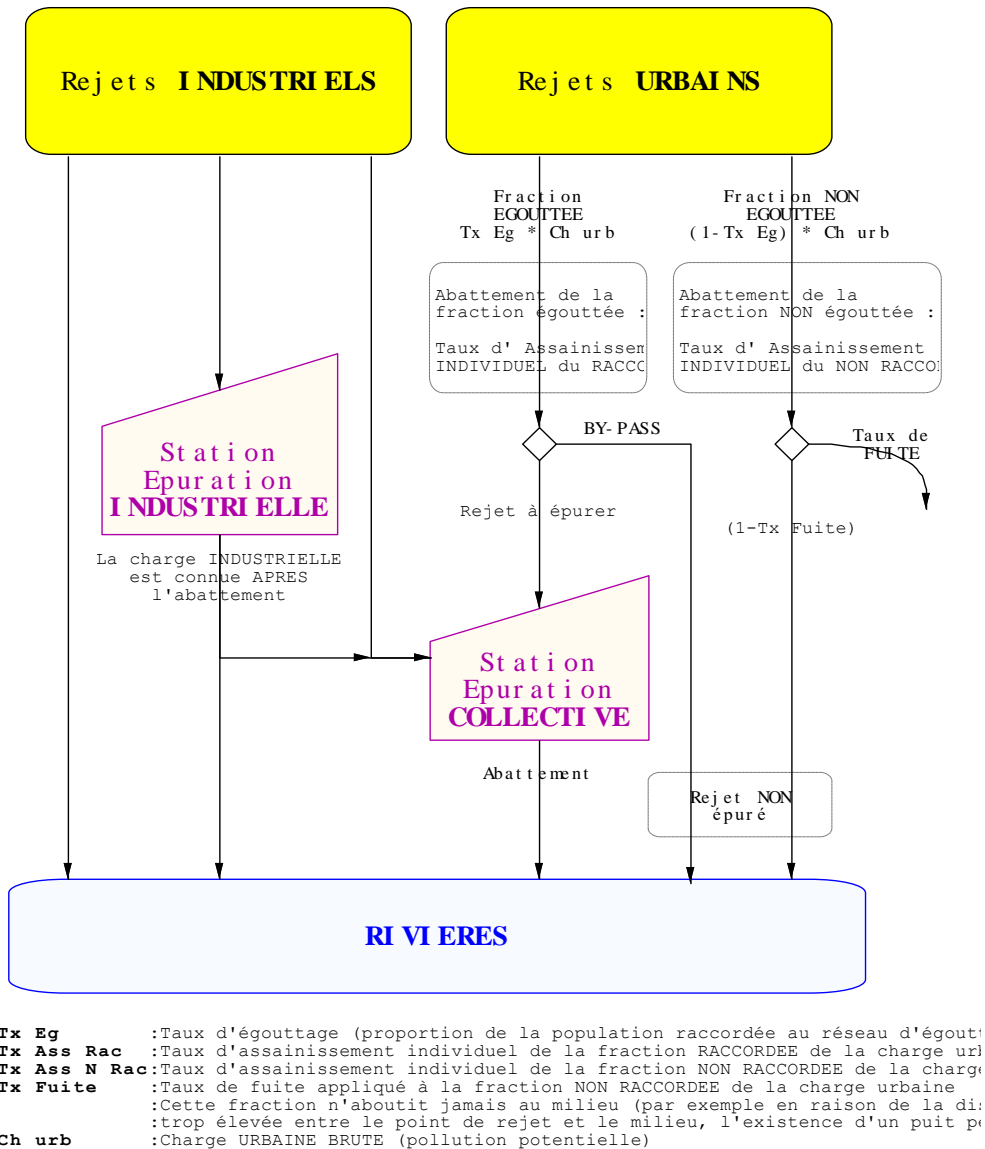 Rejets INDUSTRIELS
Rejets URBAINS
Fraction
EGOUTTEE
Tx Eg * Ch urb
Fraction NON
EGOUTTEE
(1-Tx Eg) * Ch urb
Abattement de la
fraction égouttée :
Taux d' Assainissem
INDIVIDUEL du RACCO
Abattement de la
fraction NON égouttée :
Taux d' Assainissement
INDIVIDUEL du NON RACCO
BY-PASS
Taux de
FUITE
Station
Epuration
INDUSTRIELLE
Rejet à épurer
(1-Tx Fuite)
La charge INDUSTRIELLE
est connue APRES
l'abattement
Station
Epuration
COLLECTIVE
Abattement
Rejet NON
épuré
RIVIERES
Tx Eg :Taux d'égouttage (proportion de la population raccordée au réseau d'égoutt
Tx Ass Rac :Taux d'assainissement individuel de la fraction RACCORDEE de la charge urb
Tx Ass N Rac:Taux d'assainissement individuel de la fraction NON RACCORDEE de la charge
Tx Fuite :Taux de fuite appliqué à la fraction NON RACCORDEE de la charge urbaine
:Cette fraction n'aboutit jamais au milieu (par exemple en raison de la dis
:trop élevée entre le point de rejet et le milieu, l'existence d'un puit pe
Ch urb :Charge URBAINE BRUTE (pollution potentielle)